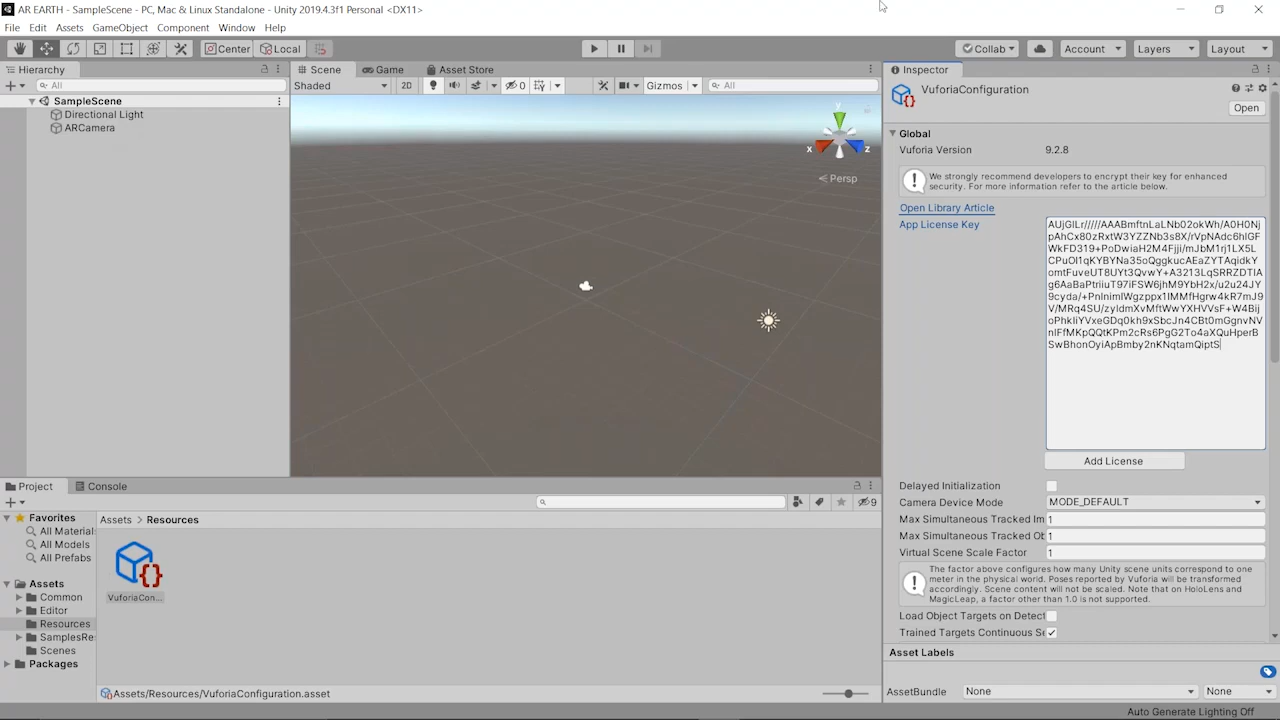 AR EARTH - SampleScene - PC, Mac & Linux Standalone - Unity 2019.4.3f1 Personal <DX11>
File Edit Assets GameObject Component Window Help
Center Local Collab Account Layers Layout
Hierarchy
All
SampleScene
Directional Light
ARCamera
Scene Game Asset Store
Shaded 2D 0 Gizmos All
y
x z
Persp
Inspector
VuforiaConfiguration
Open
Global
Vuforia Version 9.2.8
We strongly recommend developers to encrypt their key for enhanced
security. For more information refer to the article below.
Open Library Article
App License Key
Add License
Delayed Initialization
Camera Device Mode MODE_DEFAULT
Max Simultaneous Tracked Im 1
Max Simultaneous Tracked Ob 1
Virtual Scene Scale Factor 1
The factor above configures how many Unity scene units correspond to one
meter in the physical world. Poses reported by Vuforia will be transformed
accordingly. Scene content will not be scaled. Note that on HoloLens and
MagicLeap, a factor other than 1.0 is not supported.
Load Object Targets on Detect
Trained Targets Continuous Se
Asset Labels
AssetBundle None None
Auto Generate Lighting Off
Project Console
9
Favorites
All Material
All Models
All Prefabs
Assets
Common
Editor
Resources
SamplesRes
Scenes
Packages
Assets > Resources
VuforiaCon...
Assets/Resources/VuforiaConfiguration.asset